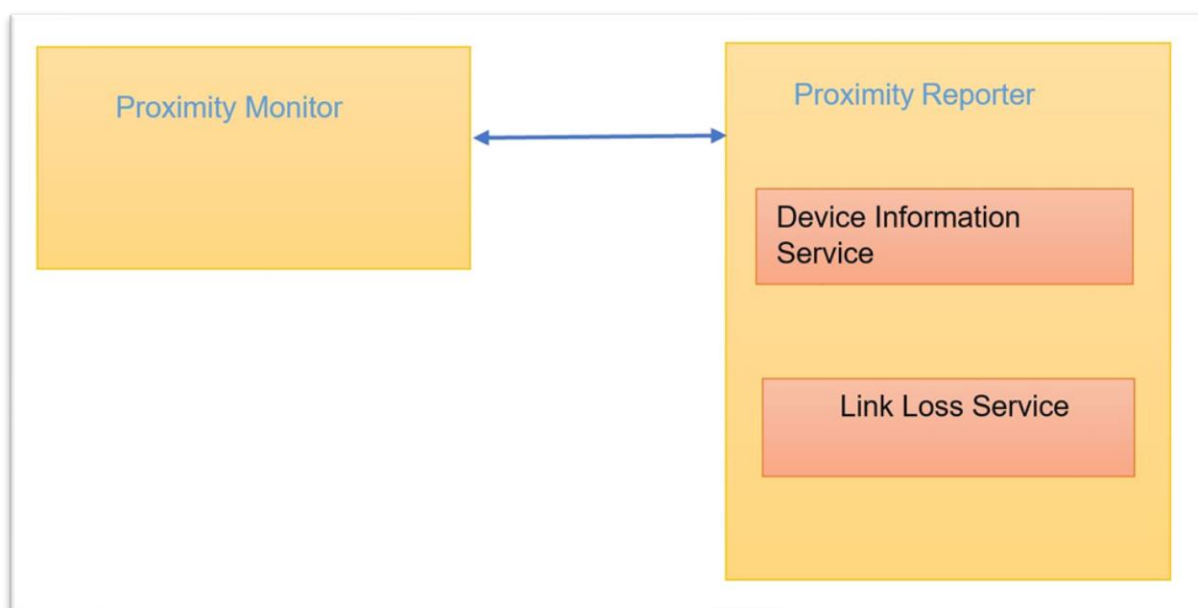 Proximity Monitor
Proximity Reporter
Device Information
Service
Link Loss Service